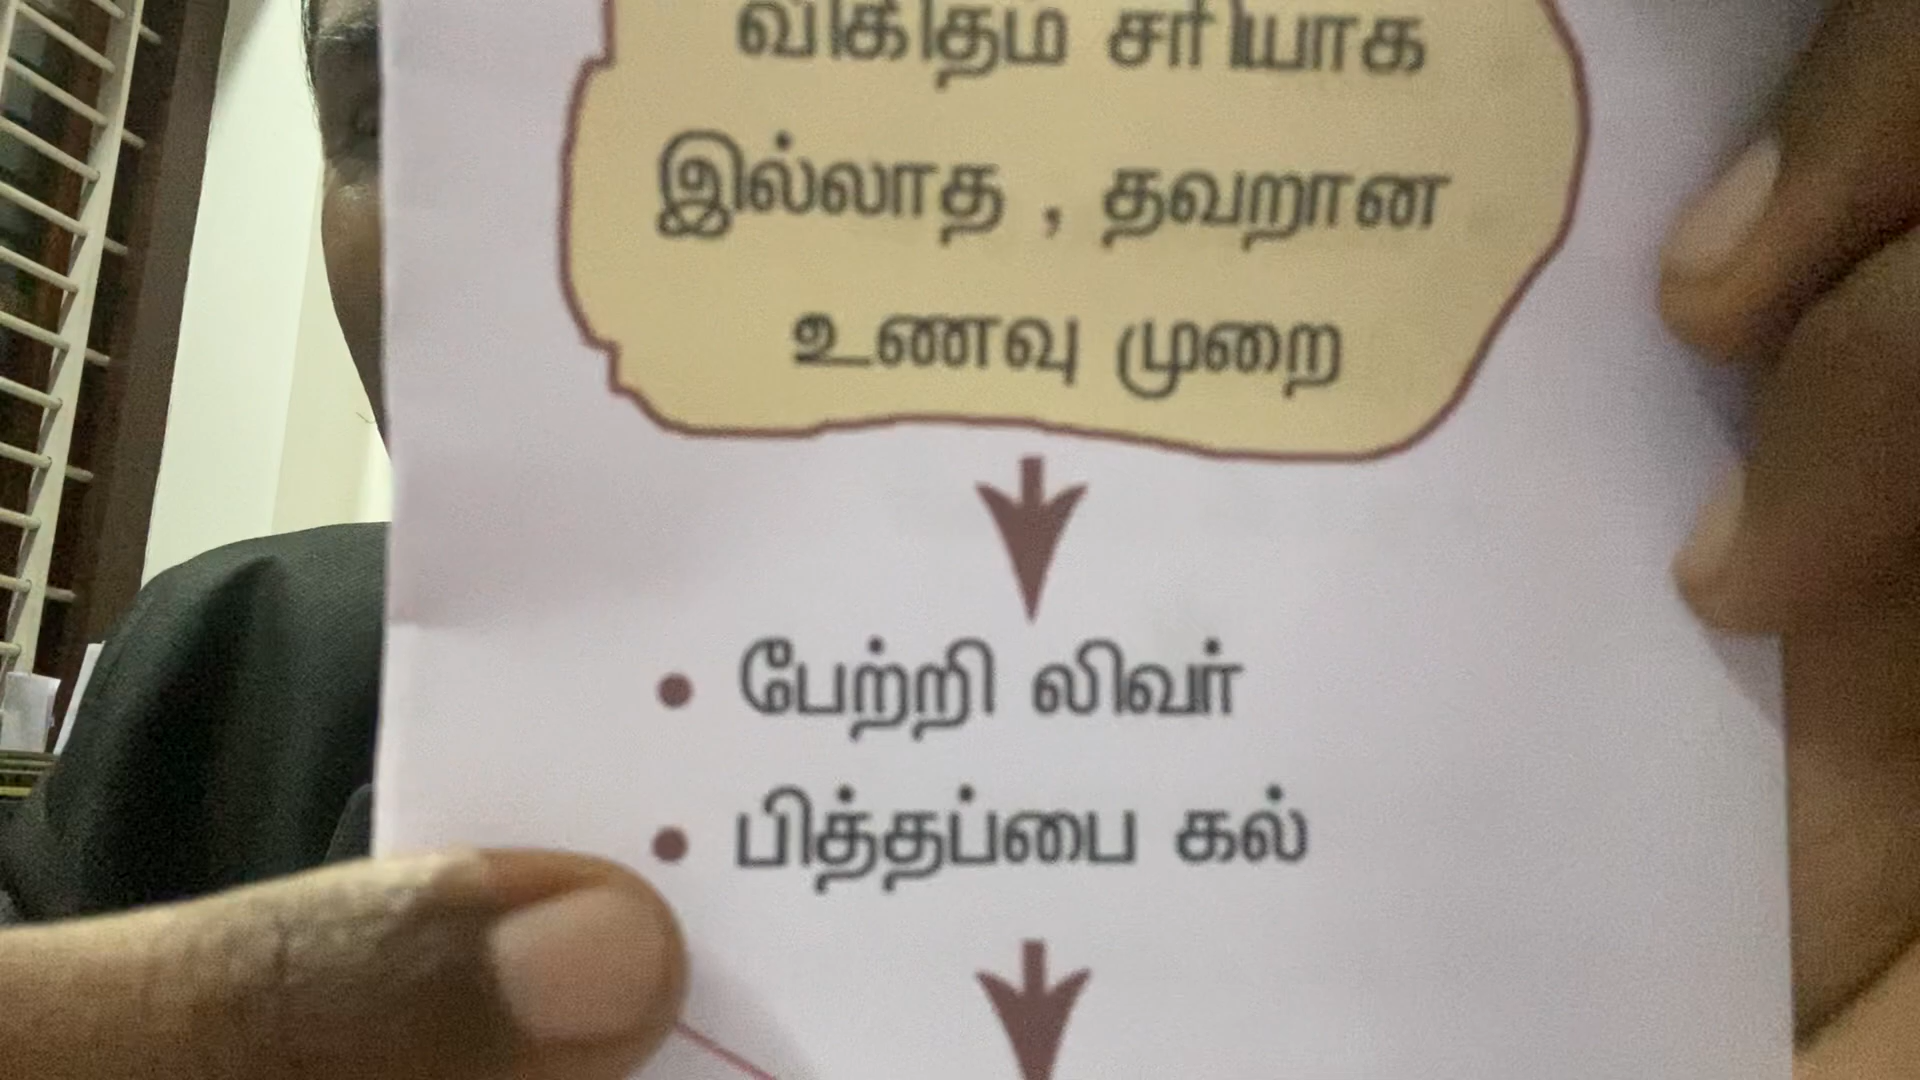 விகிதம் சரியாக
இல்லாத , தவறான
உணவு முறை
• பேற்றி லிவர்
• பித்தப்பை கல்